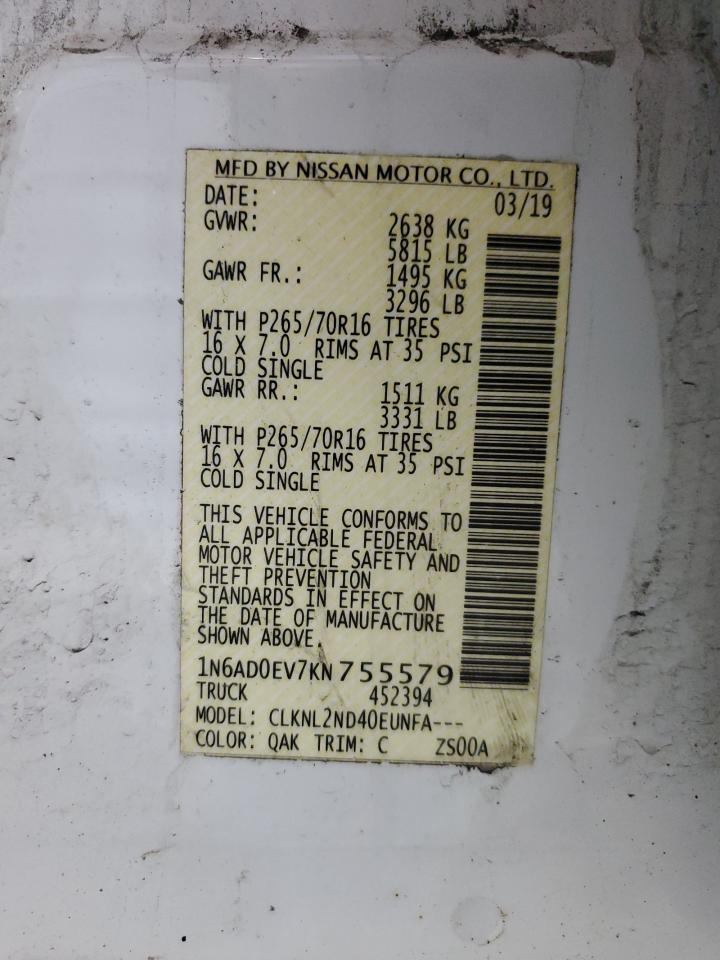 MFD BY NISSAN MOTOR CO., LTD.
DATE: 03/19
GVWR: 2638 KG
5815 LB
GAWR FR.: 1495 KG
3296 LB
WITH P265/70R16 TIRES
16 X 7.0 RIMS AT 35 PSI
COLD SINGLE
GAWR RR.: 1511 KG
3331 LB
WITH P265/70R16 TIRES
16 X 7.0 RIMS AT 35 PSI
COLD SINGLE
THIS VEHICLE CONFORMS TO
ALL APPLICABLE FEDERAL
MOTOR VEHICLE SAFETY AND
THEFT PREVENTION
STANDARDS IN EFFECT ON
THE DATE OF MANUFACTURE
SHOWN ABOVE.
1N6AD0EV7KN755579
TRUCK 452394
MODEL: CLKNL2ND40EUNFA---
COLOR: QAK TRIM: C ZS00A